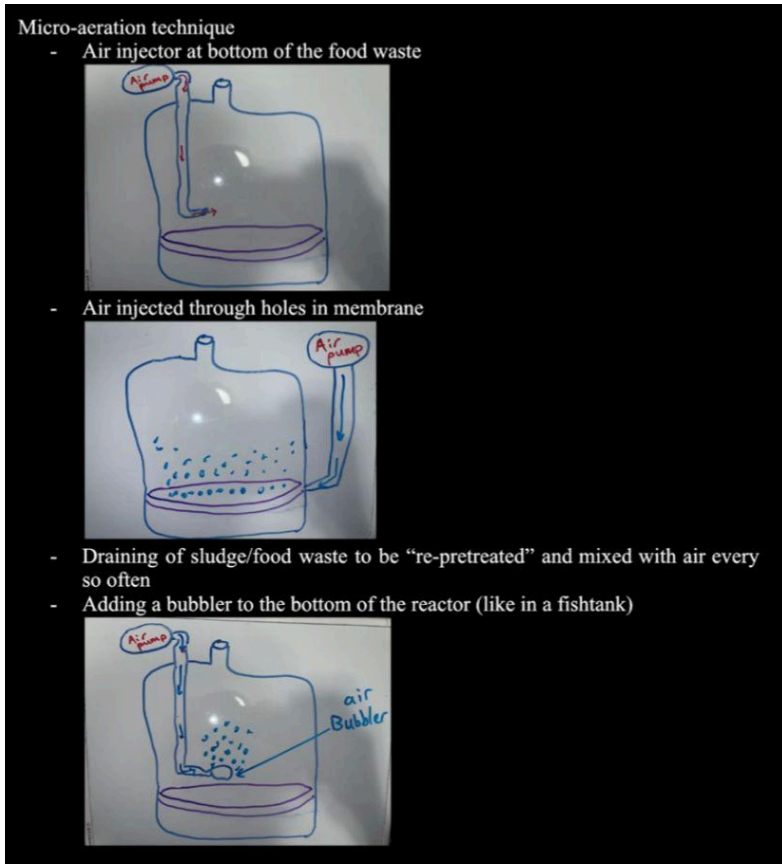 Micro-aeration technique
- Air injector at bottom of the food waste
Air
pump
- Air injected through holes in membrane
Air
pump
- Draining of sludge/food waste to be “re-pretreated” and mixed with air every
so often
- Adding a bubbler to the bottom of the reactor (like in a fishtank)
Air
pump
air
Bubbler